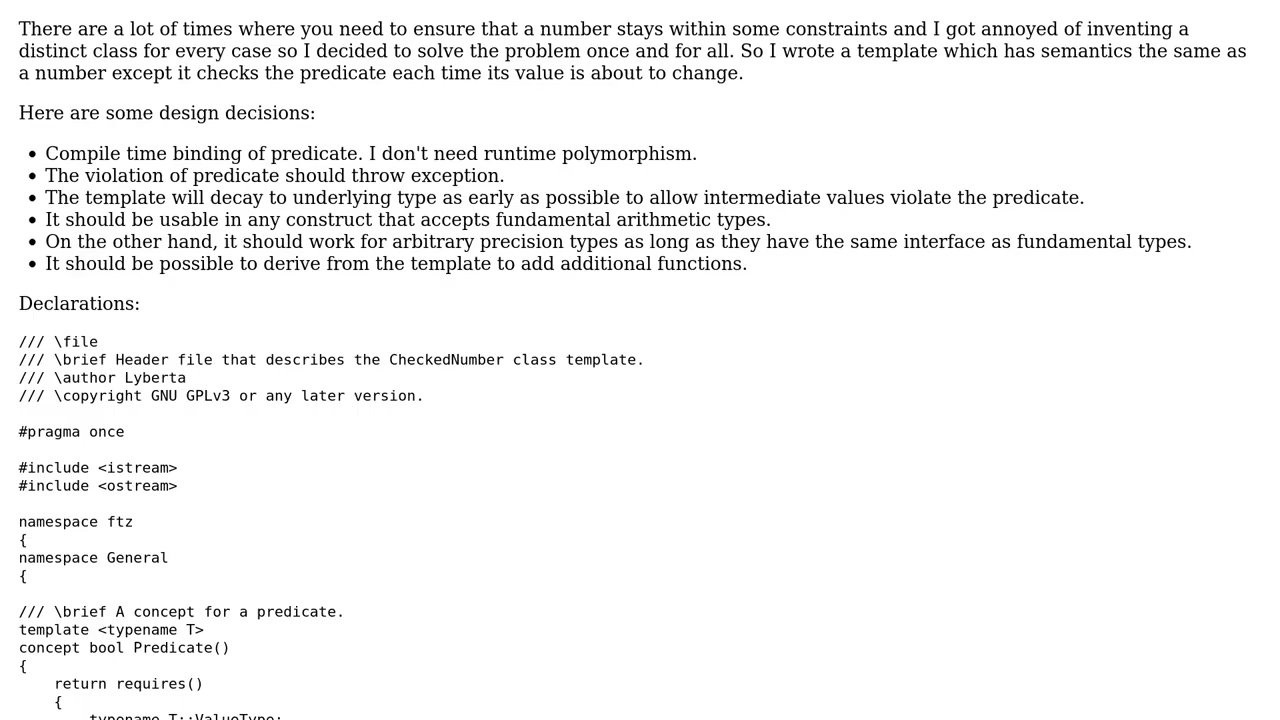 There are a lot of times where you need to ensure that a number stays within some constraints and I got annoyed of inventing a
distinct class for every case so I decided to solve the problem once and for all. So I wrote a template which has semantics the same as
a number except it checks the predicate each time its value is about to change.
Here are some design decisions:
• Compile time binding of predicate. I don't need runtime polymorphism.
• The violation of predicate should throw exception.
• The template will decay to underlying type as early as possible to allow intermediate values violate the predicate.
• It should be usable in any construct that accepts fundamental arithmetic types.
• On the other hand, it should work for arbitrary precision types as long as they have the same interface as fundamental types.
• It should be possible to derive from the template to add additional functions.
Declarations:
/// \file
/// \brief Header file that describes the CheckedNumber class template.
/// \author Lyberta
/// \copyright GNU GPLv3 or any later version.
#pragma once
#include <istream>
#include <ostream>
namespace ftz
{
namespace General
{
/// \brief A concept for a predicate.
template <typename T>
concept bool Predicate()
{
    return requires()
    {
        typename T::ValueType;